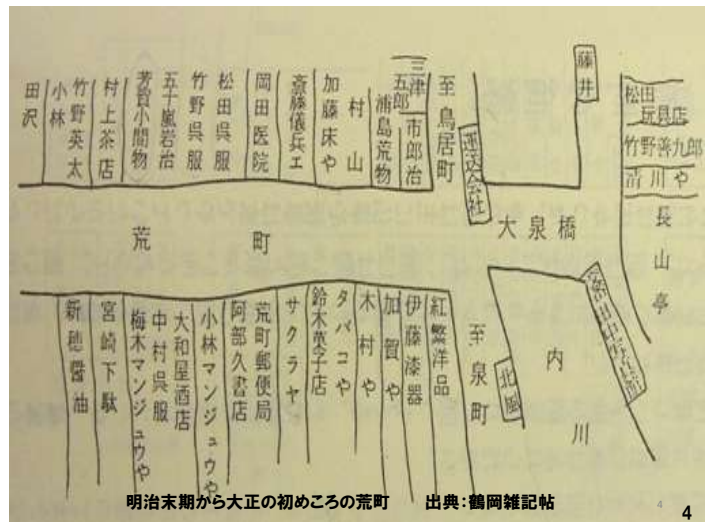 田沢
小林
竹野英太
村上茶店
芳賀小間物
五十嵐岩治
竹野呉服
松田呉服
岡田医院
斎藤儀兵エ
加藤床や
村山
浦島荒物
三津五郎
市郎治
至鳥居町
運送会社
藤井
松田玩具店
竹野善九郎
清川や
長山亭
大泉橋
荒町
新穂醤油
宮崎下駄
梅木マンジュウや
中村呉服
大和屋酒店
小林マンジュウや
阿部久書店
荒町郵便局
サクラヤ
鈴木菓子店
タバコや
木村や
加賀や
伊藤漆器
紅繁洋品
至泉町
北風
内川
明治末期から大正の初めころの荒町 出典：鶴岡雑記帖
4
4